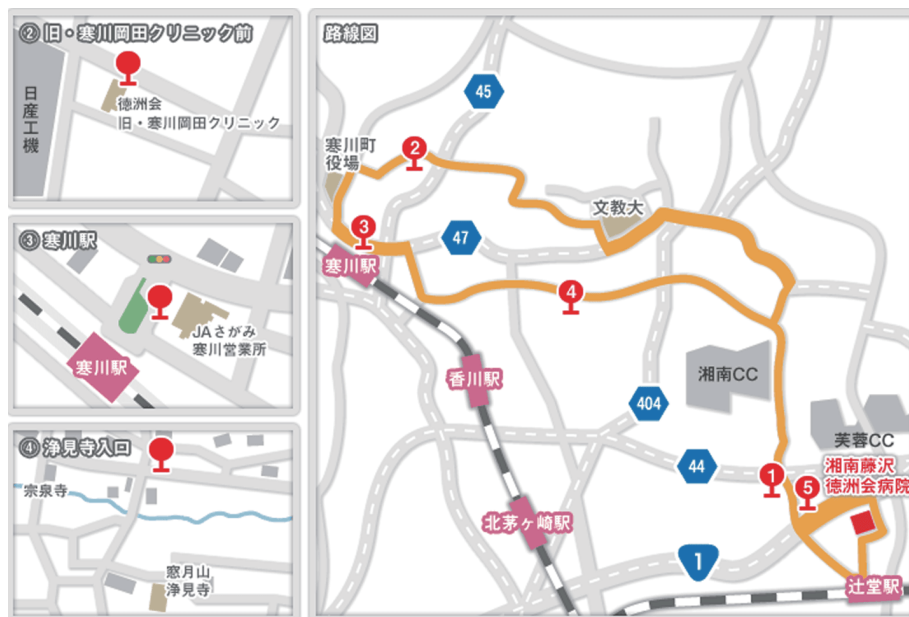 ② 旧・寒川岡田クリニック前
日産工機
徳洲会
旧・寒川岡田クリニック
③ 寒川駅
JAさがみ
寒川営業所
寒川駅
④ 浄見寺入口
宗泉寺
窓月山
浄見寺
路線図
45
寒川町
役場
2
文教大
3
47
寒川駅
4
湘南CC
香川駅
404
芙蓉CC
44
湘南藤沢
徳洲会病院
1
5
北茅ヶ崎駅
1
辻堂駅